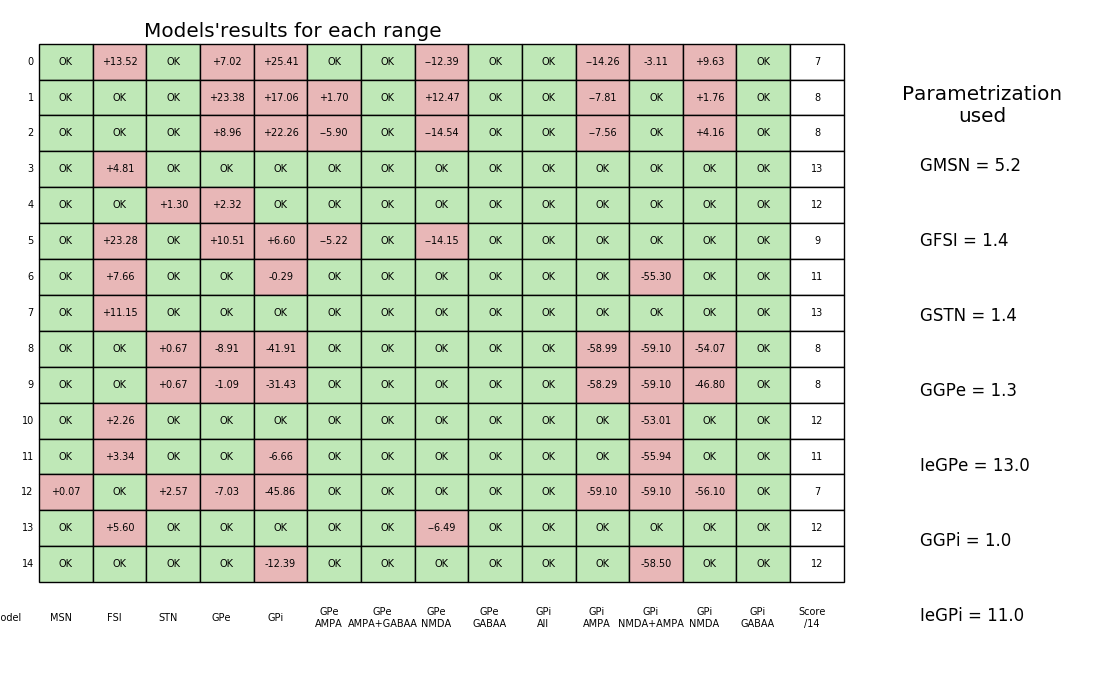 Models'results for each range
0 OK +13.52 OK +7.02 +25.41 OK OK --12.39 OK OK --14.26 -3.11 +9.63 OK 7
1 OK OK OK +23.38 +17.06 +1.70 OK +12.47 OK OK --7.81 OK +1.76 OK 8
2 OK OK OK +8.96 +22.26 --5.90 OK --14.54 OK OK --7.56 OK +4.16 OK 8
3 OK +4.81 OK OK OK OK OK OK OK OK OK OK OK OK 13
4 OK OK +1.30 +2.32 OK OK OK OK OK OK OK OK OK OK 12
5 OK +23.28 OK +10.51 +6.60 --5.22 OK --14.15 OK OK OK OK OK OK 9
6 OK +7.66 OK OK -0.29 OK OK OK OK OK OK -55.30 OK OK 11
7 OK +11.15 OK OK OK OK OK OK OK OK OK OK OK OK 13
8 OK OK +0.67 -8.91 -41.91 OK OK OK OK OK -58.99 -59.10 -54.07 OK 8
9 OK OK +0.67 -1.09 -31.43 OK OK OK OK OK -58.29 -59.10 -46.80 OK 8
10 OK +2.26 OK OK OK OK OK OK OK OK OK -53.01 OK OK 12
11 OK +3.34 OK OK -6.66 OK OK OK OK OK OK -55.94 OK OK 11
12 +0.07 OK +2.57 -7.03 -45.86 OK OK OK OK OK -59.10 -59.10 -56.10 OK 7
13 OK +5.60 OK OK OK OK OK --6.49 OK OK OK OK OK OK 12
14 OK OK OK OK -12.39 OK OK OK OK OK OK -58.50 OK OK 12
odel MSN FSI STN GPe GPi GPe GPe GPe GPe GPi GPi GPi GPi GPi Score
AMPA AMPA+GABAA NMDA GABAA All AMPA NMDA+AMPA NMDA GABAA /14
Parametrization
used
GMSN = 5.2
GFSI = 1.4
GSTN = 1.4
GGPe = 1.3
IeGPe = 13.0
GGPi = 1.0
IeGPi = 11.0